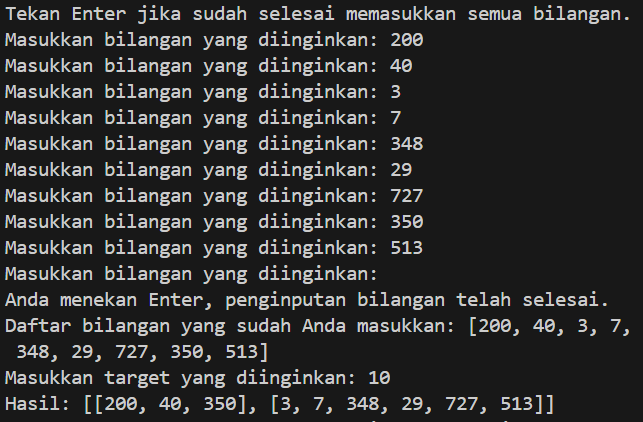 Tekan Enter jika sudah selesai memasukkan semua bilangan.
Masukkan bilangan yang diinginkan: 200
Masukkan bilangan yang diinginkan: 40
Masukkan bilangan yang diinginkan: 3
Masukkan bilangan yang diinginkan: 7
Masukkan bilangan yang diinginkan: 348
Masukkan bilangan yang diinginkan: 29
Masukkan bilangan yang diinginkan: 727
Masukkan bilangan yang diinginkan: 350
Masukkan bilangan yang diinginkan: 513
Masukkan bilangan yang diinginkan:
Anda menekan Enter, penginputan bilangan telah selesai.
Daftar bilangan yang sudah Anda masukkan: [200, 40, 3, 7,
348, 29, 727, 350, 513]
Masukkan target yang diinginkan: 10
Hasil: [[200, 40, 350], [3, 7, 348, 29, 727, 513]]